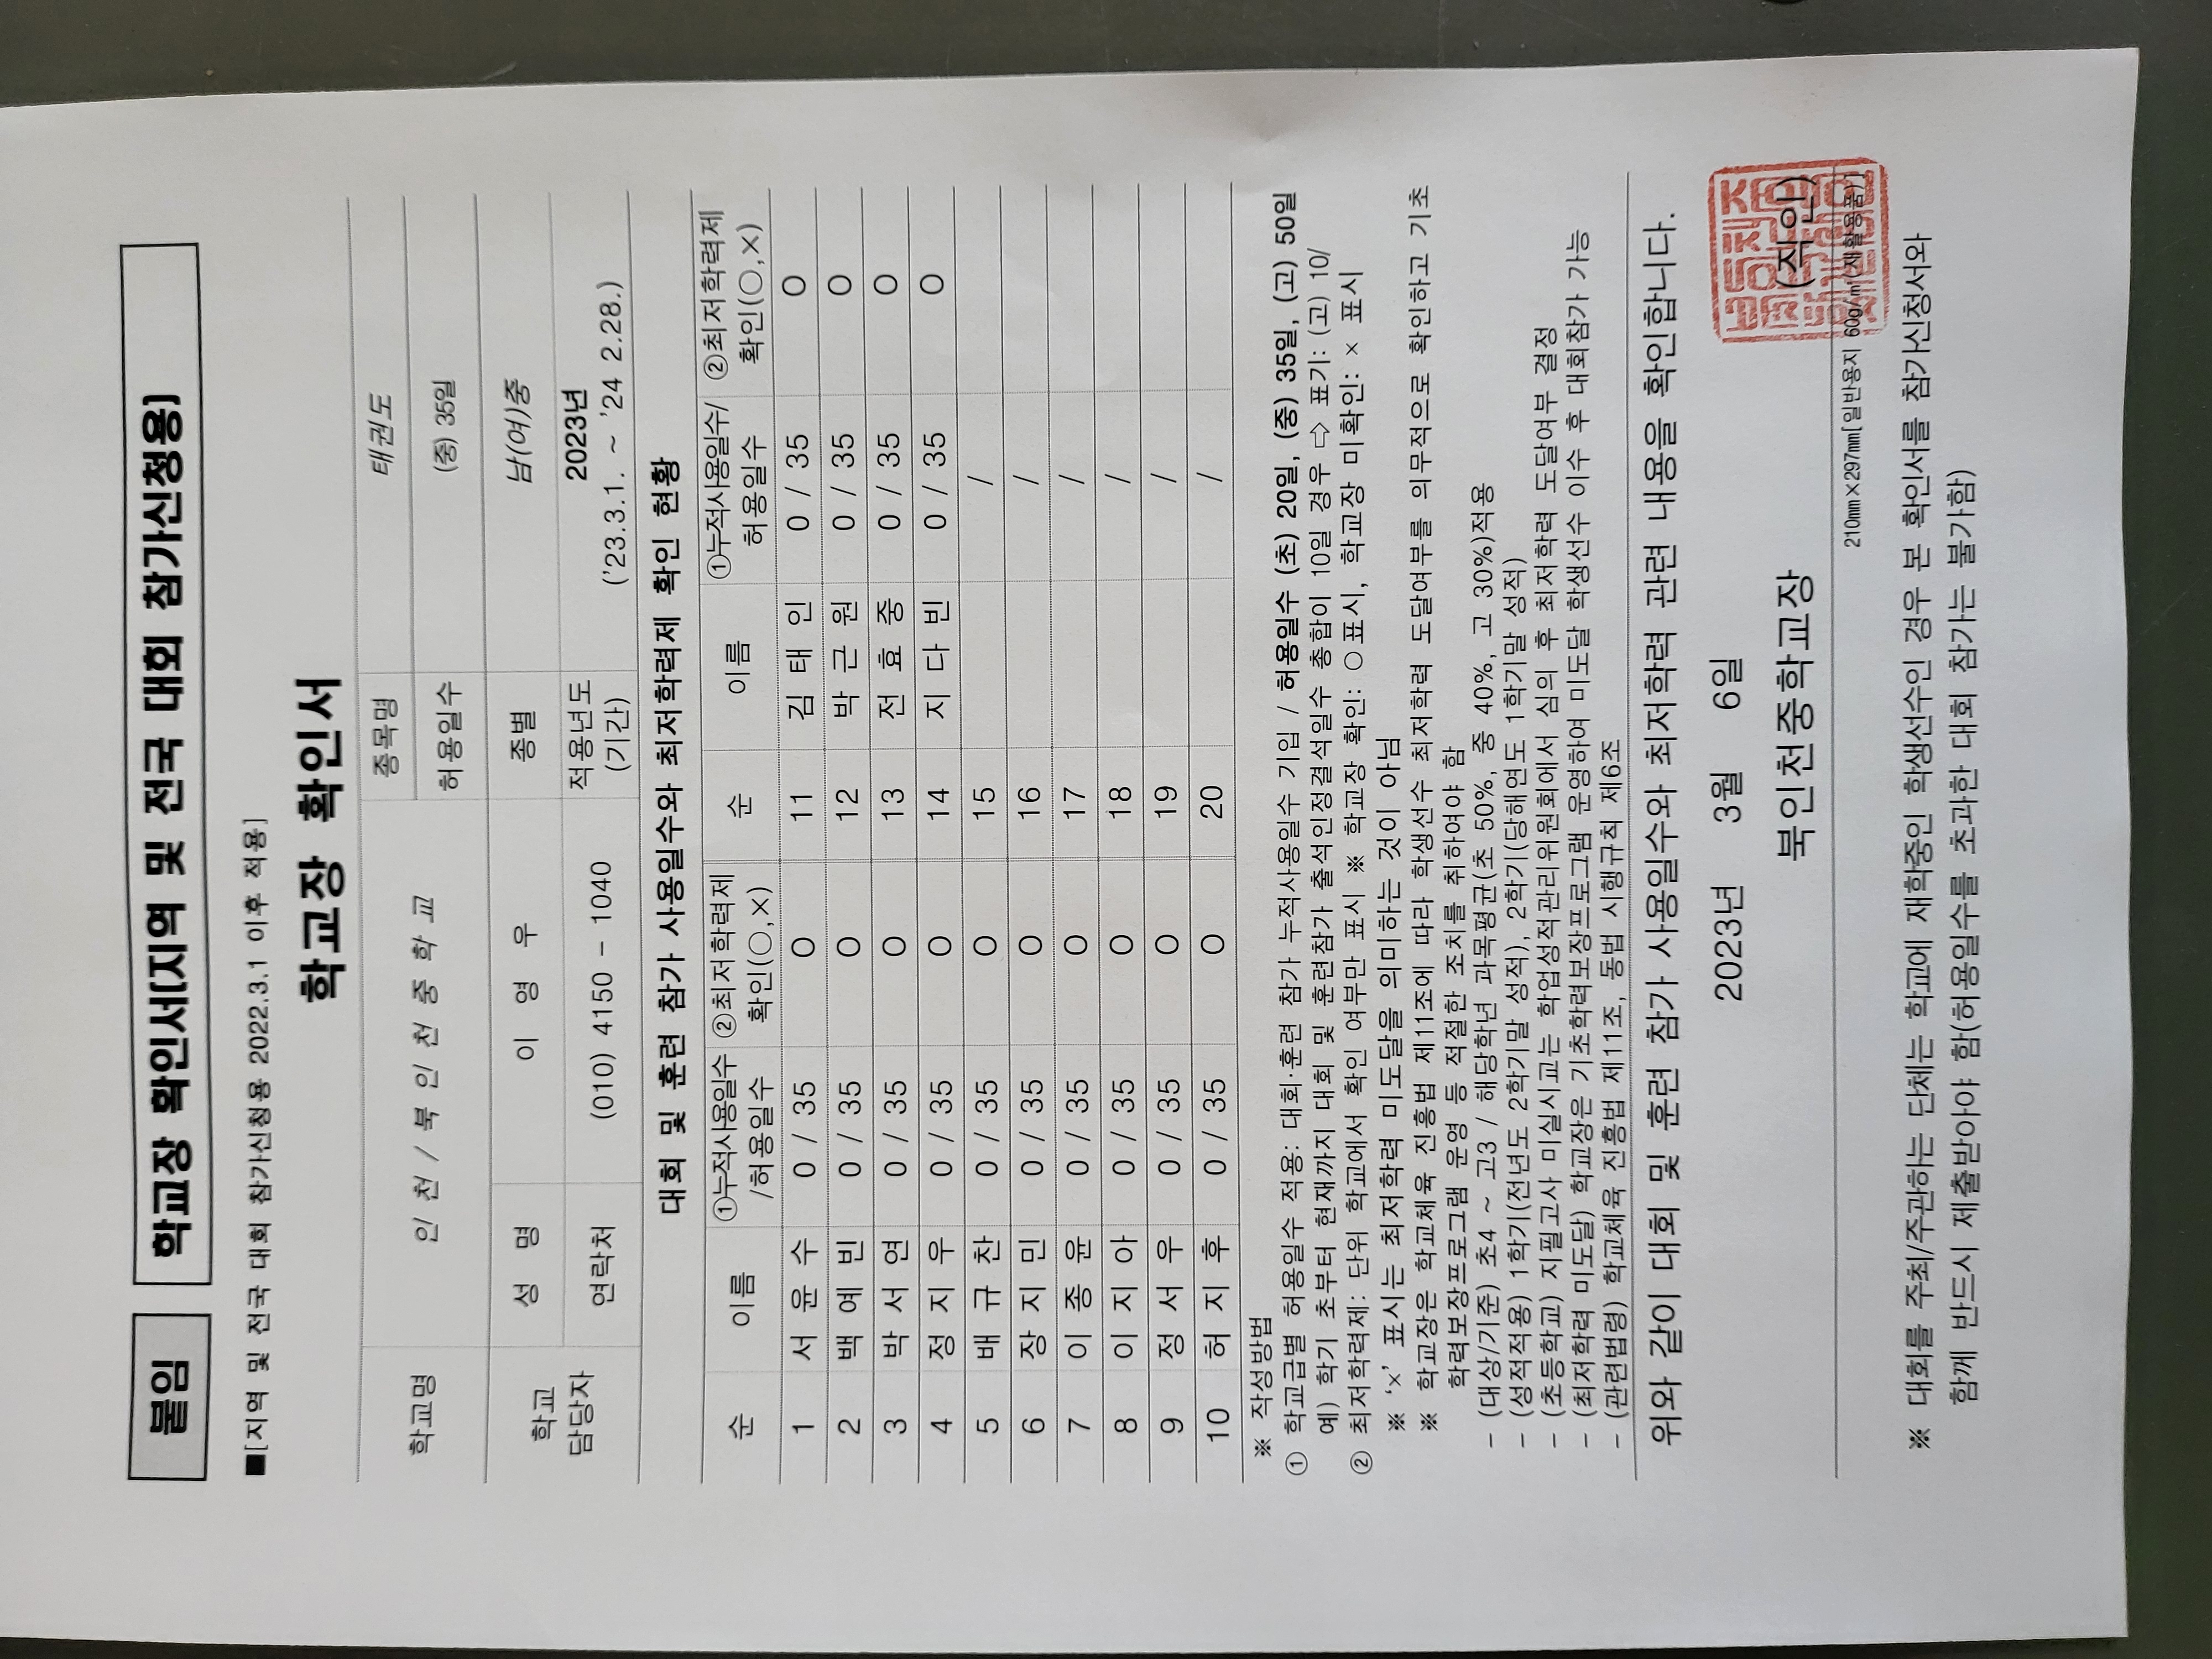 붙임
학교장 확인서(지역 및 전국 대회 참가신청용)
■[지역 및 전국 대회 참가신청용 2022.3.1 이후 적용]
학교장 확인서
학교명 인 천 / 북 인 천 중 학 교 종목명 태권도
허용일수 (중) 35일
학교 담당자 성 명 이 영 우 종별 남(여)중
연락처 (010) 4150 - 1040 적용년도 (기간) 2023년 ('23.3.1. ~ '24 2.28.)
대회 및 훈련 참가 사용일수와 최저학력제 확인 현황
순 이름 ①누적사용일수/허용일수 ②최저학력제 확인(○,×) 순 이름 ①누적사용일수/허용일수 ②최저학력제 확인(○,×)
1 서 윤 수 0 / 35 O 11 김 태 인 0 / 35 O
2 백 예 빈 0 / 35 O 12 박 근 원 0 / 35 O
3 박 서 연 0 / 35 O 13 전 효 중 0 / 35 O
4 정 지 우 0 / 35 O 14 지 다 빈 0 / 35 O
5 배 규 찬 0 / 35 O 15 /
6 장 지 민 0 / 35 O 16 /
7 이 종 윤 0 / 35 O 17 /
8 이 지 아 0 / 35 O 18 /
9 정 서 우 0 / 35 O 19 /
10 허 지 후 0 / 35 O 20 /
※ 작성방법
① 학교급별 허용일수 적용: 대회·훈련 참가 누적사용일수 기입 / 허용일수 (초) 20일, (중) 35일, (고) 50일
예) 학기 초부터 현재까지 대회 및 훈련참가 출석인정결석일수 총합이 10일 경우 ⇨ 표기: (고) 10/
② 최저학력제: 단위 학교에서 확인 여부만 표시 ※ 학교장 확인: ○표시, 학교장 미확인: × 표시
※ '×' 표시는 최저학력 미도달을 의미하는 것이 아님
※ 학교장은 학교체육 진흥법 제11조에 따라 학생선수 최저학력 도달여부를 의무적으로 확인하고 기초
학력보장프로그램 운영 등 적절한 조치를 취하여야 함
- (대상/기준) 초4 ~ 고3 / 해당학년 과목평균(초 50%, 중 40%, 고 30%)적용
- (성적적용) 1학기(전년도 2학기말 성적), 2학기(당해연도 1학기말 성적)
- (초등학교) 지필고사 미실시교는 학업성적관리위원회에서 심의 후 최저학력 도달여부 결정
- (최저학력 미도달) 학교장은 기초학력보장프로그램 운영하여 미도달 학생선수 이수 후 대회참가 가능
- (관련법령) 학교체육 진흥법 제11조, 동법 시행규칙 제6조
위와 같이 대회 및 훈련 참가 사용일수와 최저학력 관련 내용을 확인합니다.
2023년 3월 6일
북인천중학교장 (직인)
210mm×297mm[일반용지 60g/㎡(재활용품)]
※ 대회를 주최/주관하는 단체는 학교에 재학중인 학생선수인 경우 본 확인서를 참가신청서와
함께 반드시 제출받아야 함(허용일수를 초과한 대회 참가는 불가함)